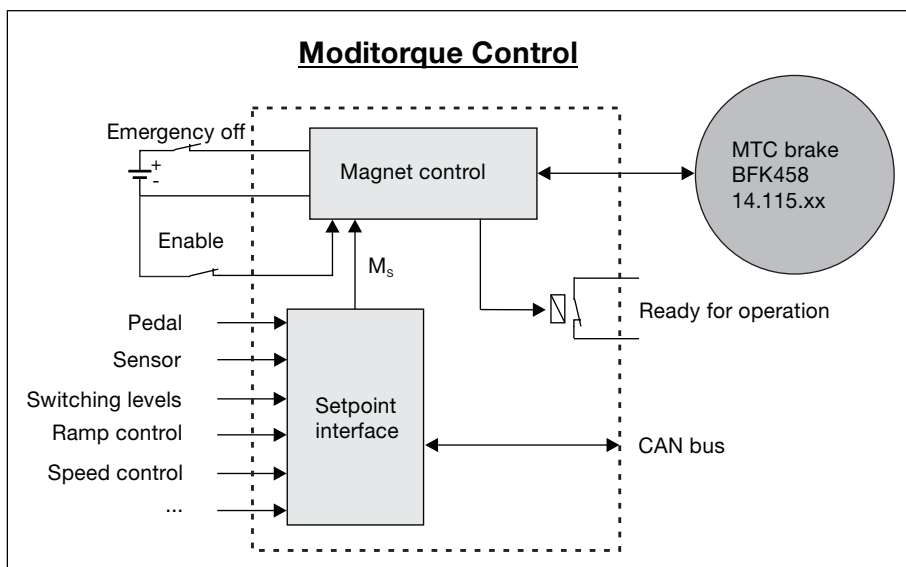 Moditorque Control
Emergency off
+
-
Magnet control
MTC brake
BFK458
14.115.xx
Enable
Mₛ
Ready for operation
Pedal
Sensor
Switching levels
Ramp control
Speed control
...
Setpoint
interface
CAN bus